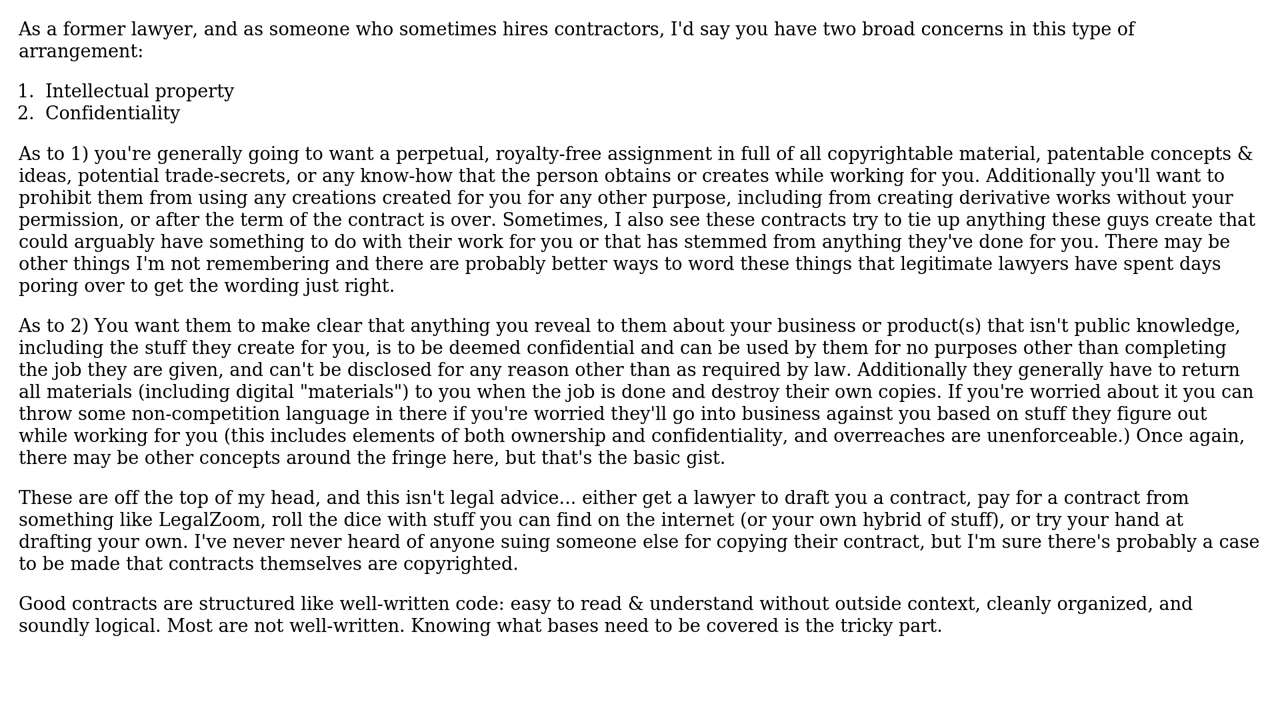 As a former lawyer, and as someone who sometimes hires contractors, I'd say you have two broad concerns in this type of
arrangement:
1. Intellectual property
2. Confidentiality
As to 1) you're generally going to want a perpetual, royalty-free assignment in full of all copyrightable material, patentable concepts &
ideas, potential trade-secrets, or any know-how that the person obtains or creates while working for you. Additionally you'll want to
prohibit them from using any creations created for you for any other purpose, including from creating derivative works without your
permission, or after the term of the contract is over. Sometimes, I also see these contracts try to tie up anything these guys create that
could arguably have something to do with their work for you or that has stemmed from anything they've done for you. There may be
other things I'm not remembering and there are probably better ways to word these things that legitimate lawyers have spent days
poring over to get the wording just right.
As to 2) You want them to make clear that anything you reveal to them about your business or product(s) that isn't public knowledge,
including the stuff they create for you, is to be deemed confidential and can be used by them for no purposes other than completing
the job they are given, and can't be disclosed for any reason other than as required by law. Additionally they generally have to return
all materials (including digital "materials") to you when the job is done and destroy their own copies. If you're worried about it you can
throw some non-competition language in there if you're worried they'll go into business against you based on stuff they figure out
while working for you (this includes elements of both ownership and confidentiality, and overreaches are unenforceable.) Once again,
there may be other concepts around the fringe here, but that's the basic gist.
These are off the top of my head, and this isn't legal advice... either get a lawyer to draft you a contract, pay for a contract from
something like LegalZoom, roll the dice with stuff you can find on the internet (or your own hybrid of stuff), or try your hand at
drafting your own. I've never never heard of anyone suing someone else for copying their contract, but I'm sure there's probably a case
to be made that contracts themselves are copyrighted.
Good contracts are structured like well-written code: easy to read & understand without outside context, cleanly organized, and
soundly logical. Most are not well-written. Knowing what bases need to be covered is the tricky part.